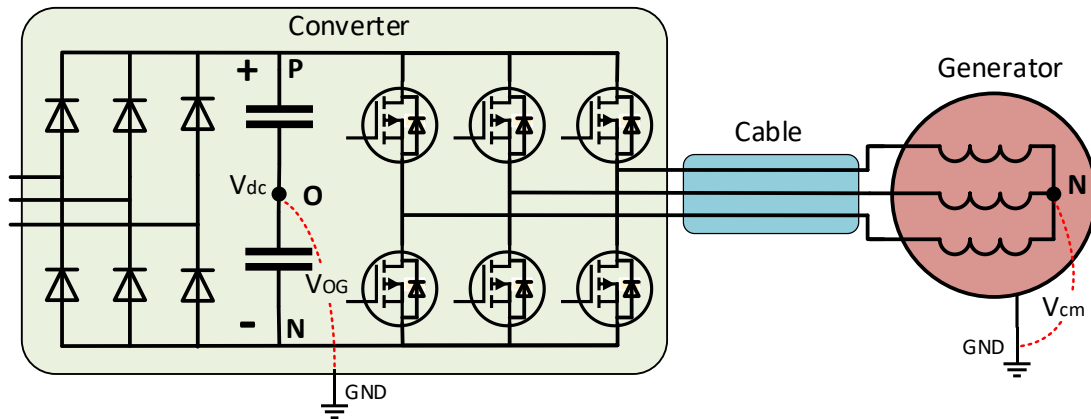 Converter
+
P
Vdc
O
VOG
-
N
GND
Cable
Generator
N
Vcm
GND